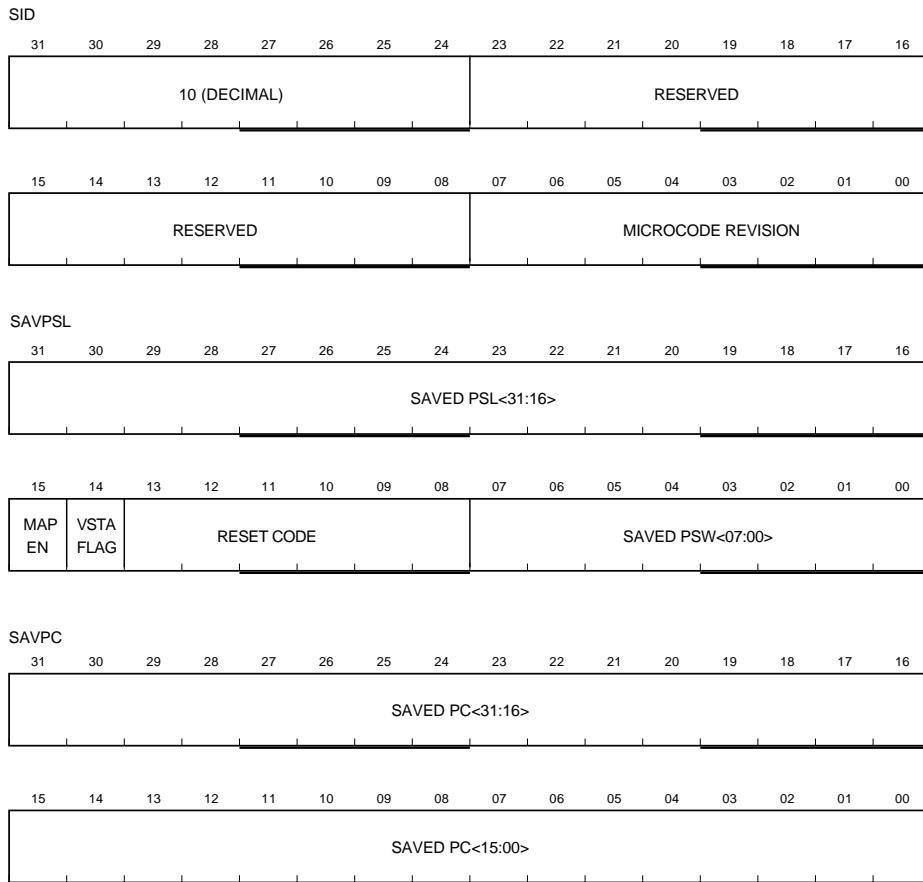 SID
31 30 29 28 27 26 25 24 23 22 21 20 19 18 17 16
10 (DECIMAL) RESERVED
15 14 13 12 11 10 09 08 07 06 05 04 03 02 01 00
RESERVED MICROCODE REVISION
SAVPSL
31 30 29 28 27 26 25 24 23 22 21 20 19 18 17 16
SAVED PSL<31:16>
15 14 13 12 11 10 09 08 07 06 05 04 03 02 01 00
MAP EN VSTA FLAG RESET CODE SAVED PSW<07:00>
SAVPC
31 30 29 28 27 26 25 24 23 22 21 20 19 18 17 16
SAVED PC<31:16>
15 14 13 12 11 10 09 08 07 06 05 04 03 02 01 00
SAVED PC<15:00>